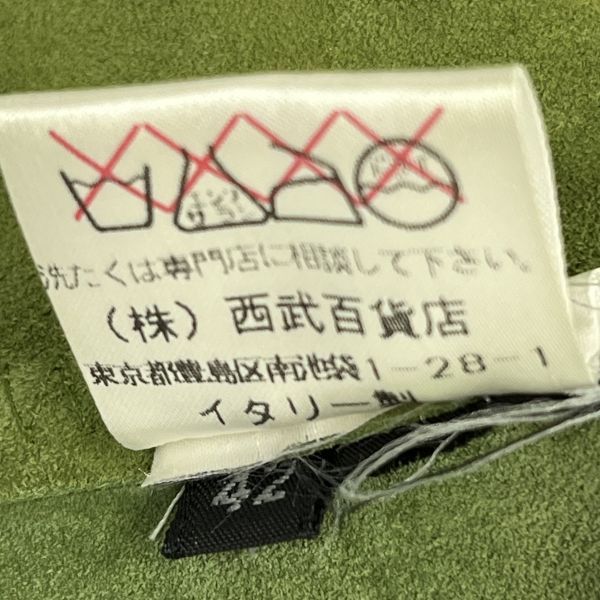 洗たくは専門店に相談して下さい。
（株）西武百貨店
東京都豊島区南池袋1-28-1
イタリー製